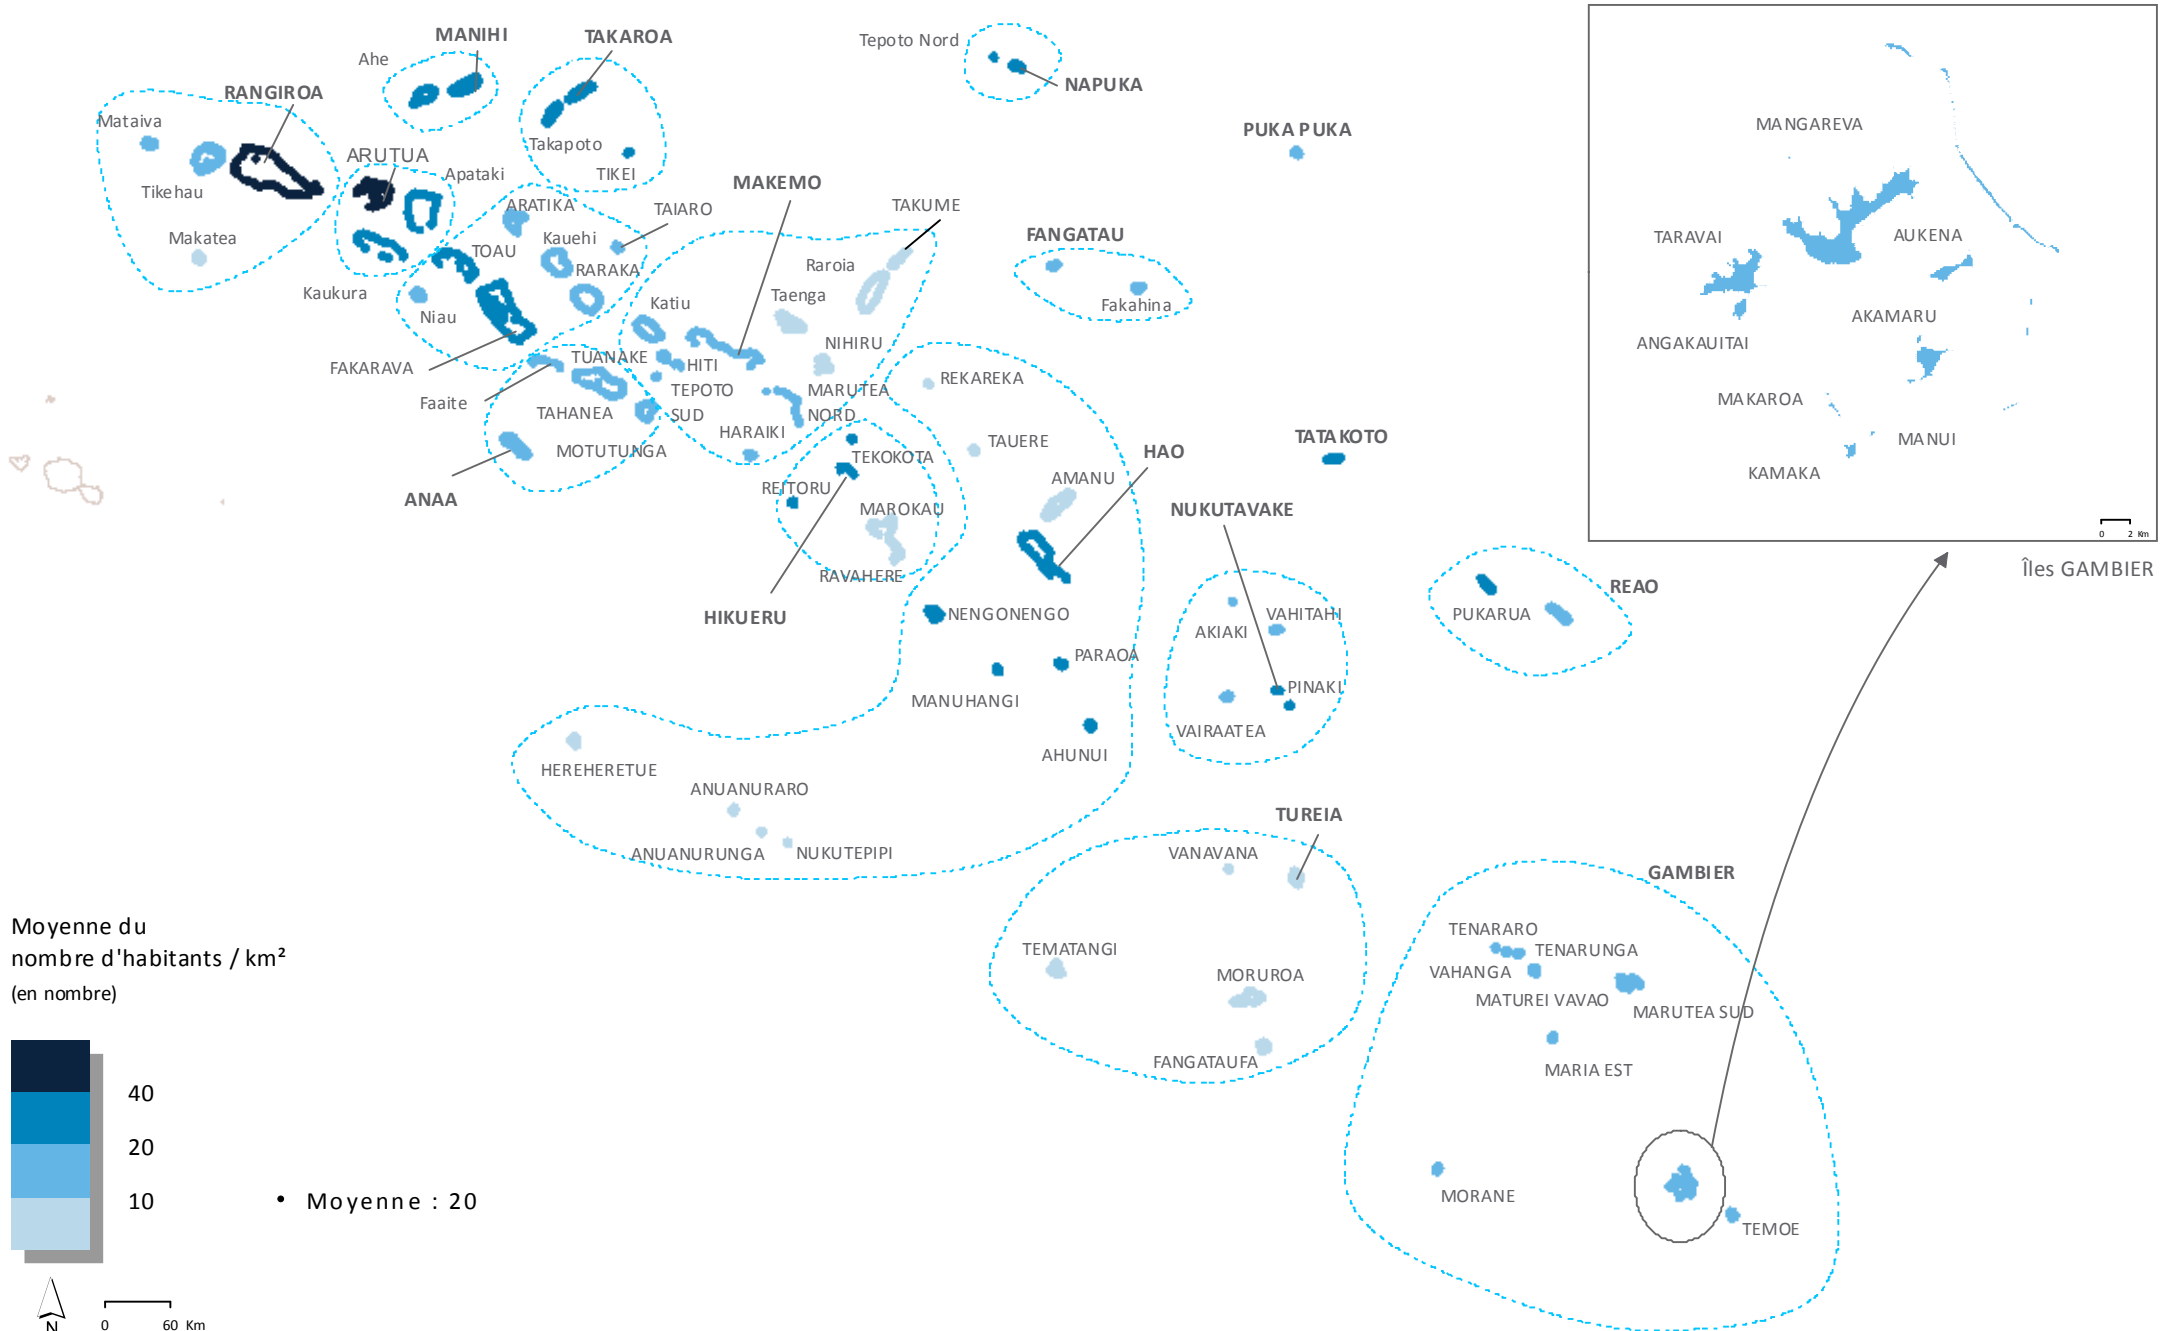 MANIHI
TAKAROA
Tepoto Nord
Ahe
NAPUKA
RANGIROA
Mataiva
ARUTUA
Apataki
Takapoto
TIKEI
PUKA PUKA
MANGAREVA
Tikehau
MAKEMO
TAKUME
ARATIKA
TAIARO
Makatea
Kauehi
TOAU
RARAKA
Raroia
FANGATAU
TARAVAI
AUKENA
Kaukura
Niau
Katiu
Taenga
Fakahina
AKAMARU
ANGAKAUITAI
NIHIRU
FAKARAVA
TUANAKE
HITI
REKAREKA
Faaite
TEPOTO
SUD
MARUTEA
NORD
MAKAROA
TAHANEA
HARAIKI
MANUI
MOTUTUNGA
TAUERE
TATAKOTO
HAO
TEKOKOTA
KAMAKA
ANAA
REITORU
AMANU
MAROKAU
NUKUTAVAKE
0 2 Km
Îles GAMBIER
RAVAHERE
REAO
HIKUERU
NENGONENGO
VAHITAHI
AKIAKI
PUKARUA
PARAOA
MANUHANGI
PINAKI
VAIRAATEA
AHUNUI
HEREHERETUE
ANUANURARO
TUREIA
ANUANURUNGA
NUKUTEPIPI
VANAVANA
GAMBIER
TENARARO
TENARUNGA
TEMATANGI
VAHANGA
MORUROA
MATUREI VAVAO
MARUTEA SUD
FANGATAUFA
MARIA EST
MORANE
TEMOE
Moyenne du
nombre d'habitants / km²
(en nombre)
40
20
10
• Moyenne : 20
N
0 60 Km